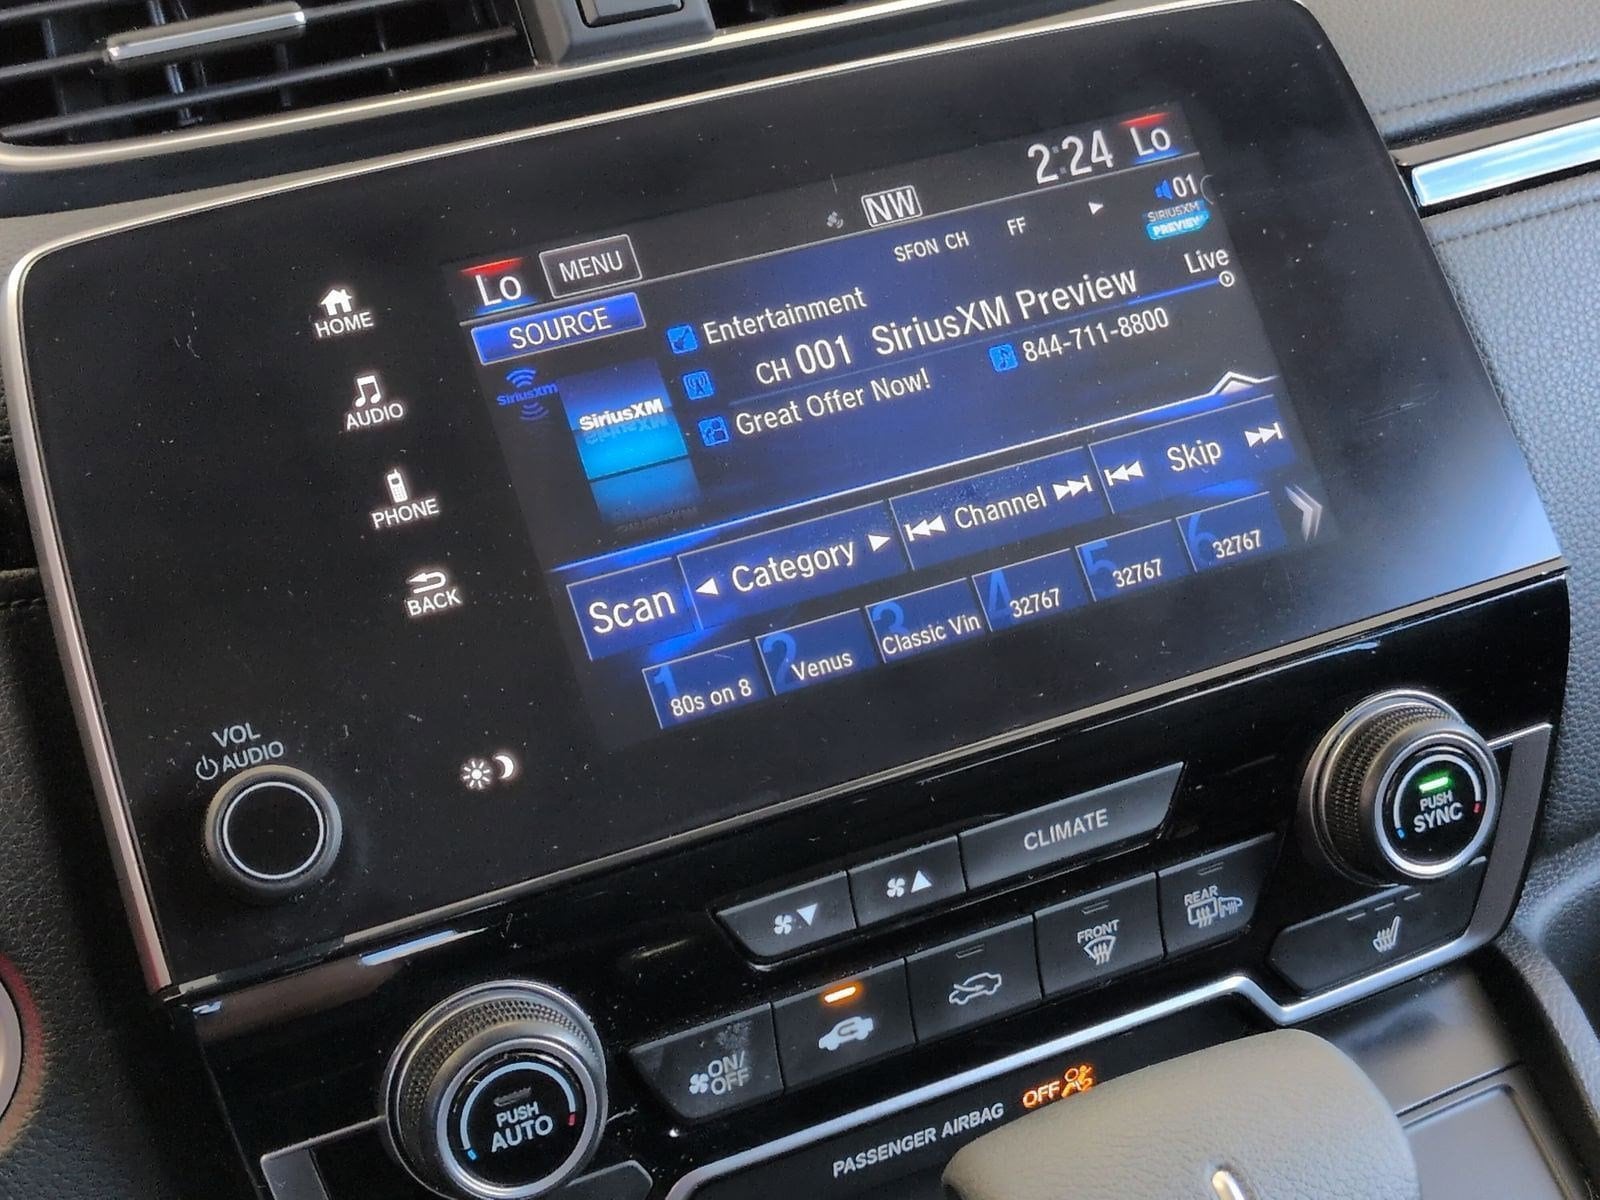 2:24
Lo
NW
01
SIRIUSXM
PREVIEW
SFON CH
FF
Lo
MENU
HOME
SOURCE
Entertainment
Live
CH 001 SiriusXM Preview
844-711-8800
Great Offer Now!
SiriusXM
SiriusXM
AUDIO
PHONE
BACK
Scan
Category
Channel
Skip
1 80s on 8
2 Venus
3 Classic Vin
4 32767
5 32767
6 32767
VOL
AUDIO
CLIMATE
PUSH
SYNC
FRONT
REAR
ON/
OFF
PUSH
AUTO
PASSENGER AIRBAG
OFF